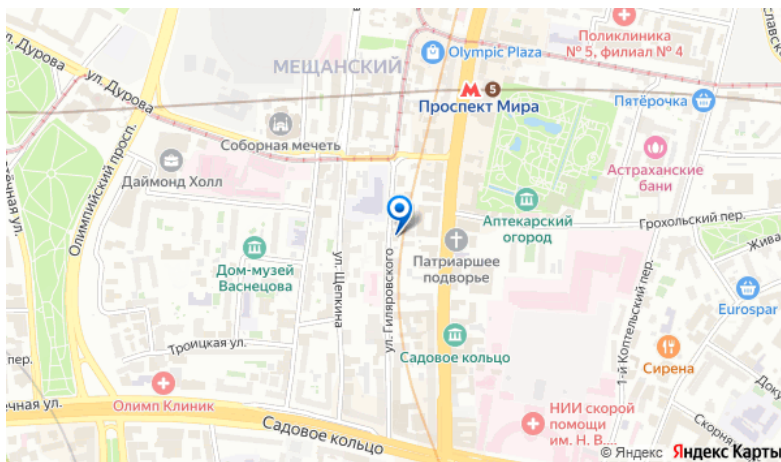 Поликлиника
№ 5, филиал № 4
ул. Дурова
Olympic Plaza
МЕЩАНСКИЙ
ул. Дурова
5
Проспект Мира
Пятёрочка
Соборная мечеть
Олимпийский просп.
Даймонд Холл
Астраханские
бани
Аптекарский
огород
Грохольский пер.
Патриаршее
подворье
Дом-музей
Васнецова
ул. Щепкина
ул. Гиляровского
1-й Коптельский пер.
Eurospar
Троицкая ул.
Садовое кольцо
Сирена
пер.
Олимп Клиник
Садовое кольцо
НИИ скорой
помощи
им. Н. В....
© Яндекс Яндекс Карты